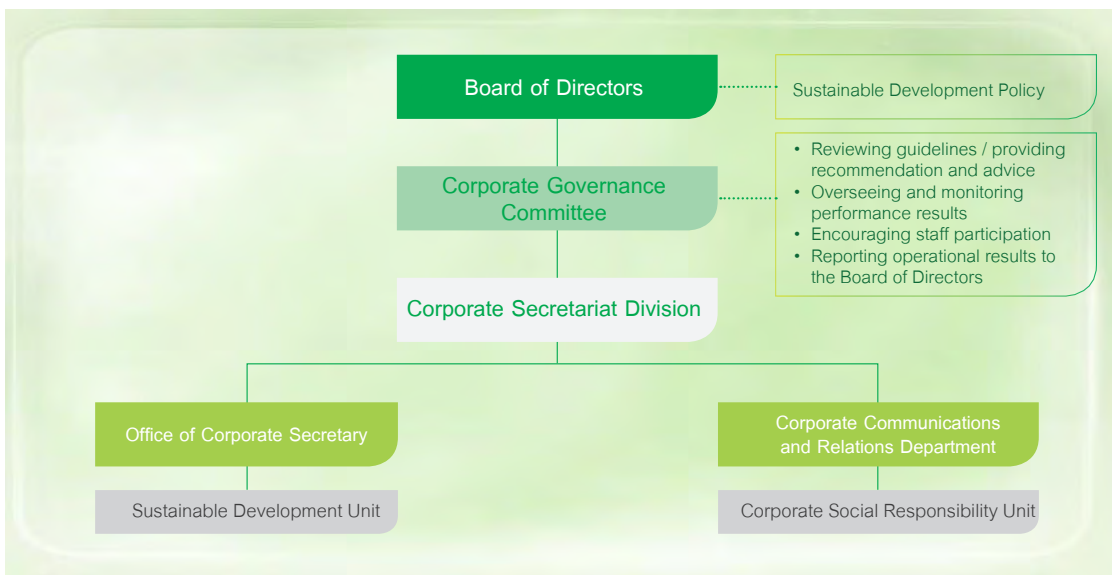 Board of Directors
Sustainable Development Policy
Corporate Governance
Committee
• Reviewing guidelines / providing
recommendation and advice
• Overseeing and monitoring
performance results
• Encouraging staff participation
• Reporting operational results to
the Board of Directors
Corporate Secretariat Division
Office of Corporate Secretary
Corporate Communications
and Relations Department
Sustainable Development Unit
Corporate Social Responsibility Unit